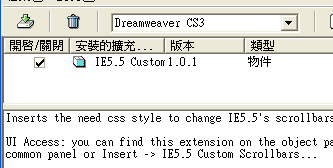 Dreamweaver CS3
開啓/關閉 安裝的擴充... 版本 類型
IE5.5 Custom 1.0.1 物件
Inserts the need css style to change IE5.5's scrollbars
UI Access: you can find this extension on the object pa
common panel or Insert -> IE5.5 Custom Scrollbars...